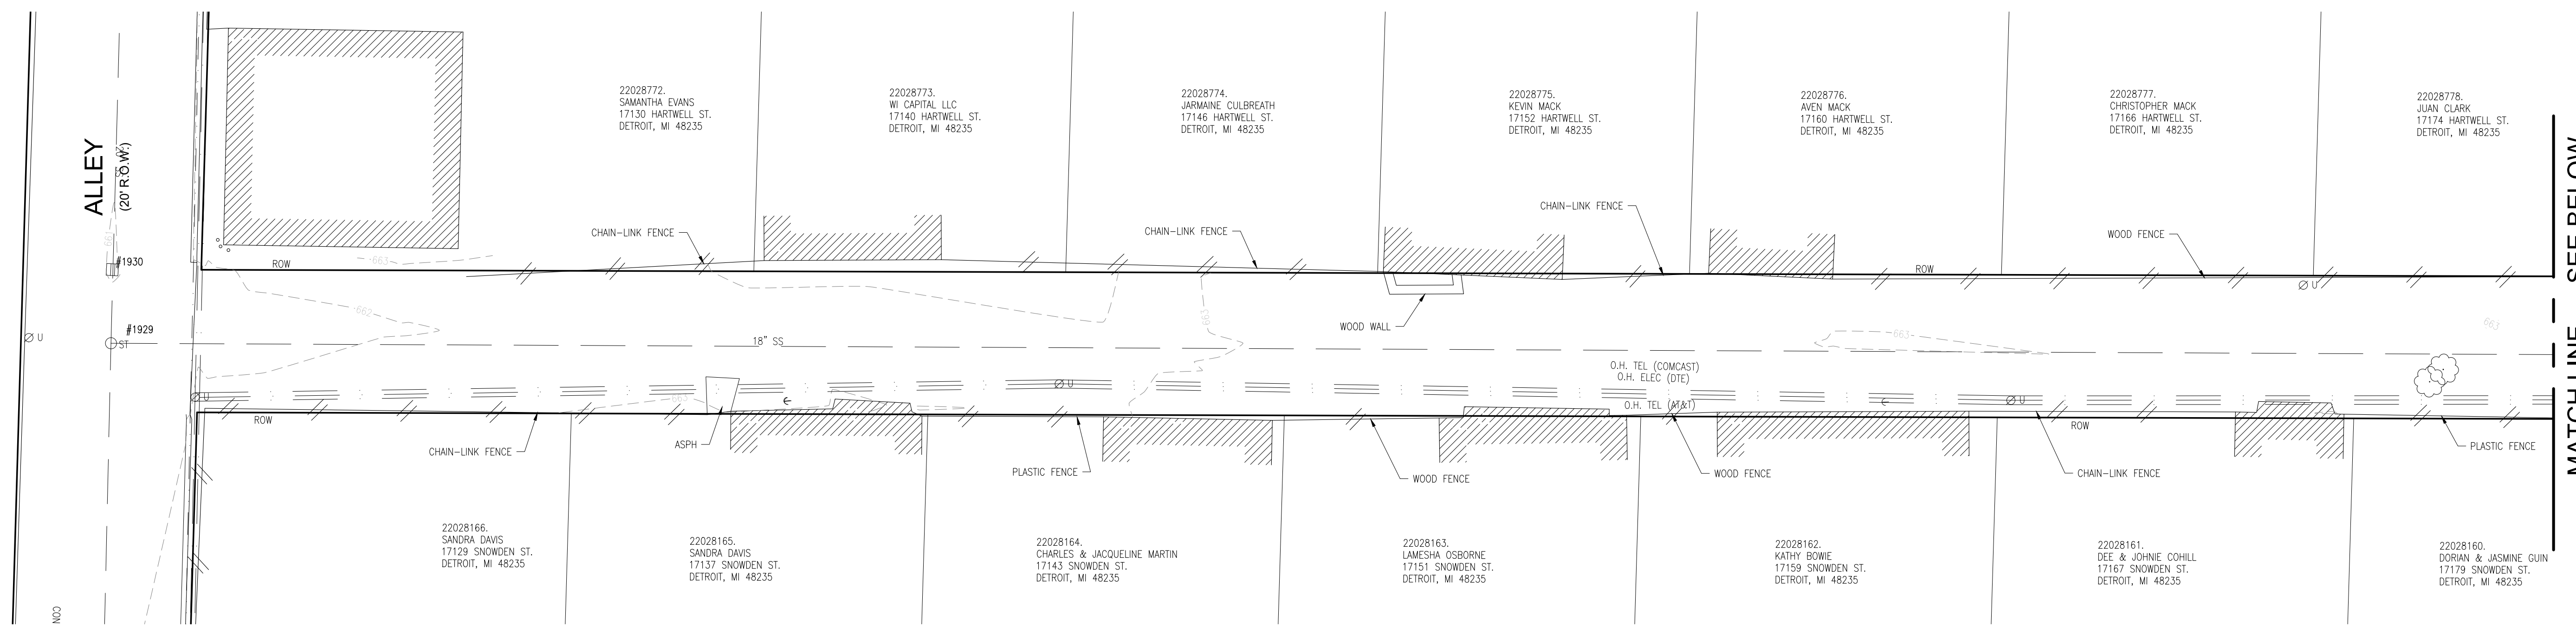 22028772.
SAMANTHA EVANS
17130 HARTWELL ST.
DETROIT, MI 48235
22028773.
WI CAPITAL LLC
17140 HARTWELL ST.
DETROIT, MI 48235
22028774.
JARMAINE CULBREATH
17146 HARTWELL ST.
DETROIT, MI 48235
22028775.
KEVIN MACK
17152 HARTWELL ST.
DETROIT, MI 48235
22028776.
AVEN MACK
17160 HARTWELL ST.
DETROIT, MI 48235
22028777.
CHRISTOPHER MACK
17166 HARTWELL ST.
DETROIT, MI 48235
22028778.
JUAN CLARK
17174 HARTWELL ST.
DETROIT, MI 48235
ALLEY
(20' R.O.W.)
661
#1930
ROW
663
CHAIN-LINK FENCE
CHAIN-LINK FENCE
CHAIN-LINK FENCE
WOOD FENCE
ROW
U
#1929
ST
U
662
18" SS
663
WOOD WALL
663
663
O.H. TEL (COMCAST)
O.H. ELEC (DTE)
O.H. TEL (AT&T)
U
U
U
663
ROW
CHAIN-LINK FENCE
ASPH
PLASTIC FENCE
WOOD FENCE
WOOD FENCE
CHAIN-LINK FENCE
ROW
PLASTIC FENCE
MATCH LINE - SEE BELOW
22028166.
SANDRA DAVIS
17129 SNOWDEN ST.
DETROIT, MI 48235
22028165.
SANDRA DAVIS
17137 SNOWDEN ST.
DETROIT, MI 48235
22028164.
CHARLES & JACQUELINE MARTIN
17143 SNOWDEN ST.
DETROIT, MI 48235
22028163.
LAMESHA OSBORNE
17151 SNOWDEN ST.
DETROIT, MI 48235
22028162.
KATHY BOWIE
17159 SNOWDEN ST.
DETROIT, MI 48235
22028161.
DEE & JOHNIE COHILL
17167 SNOWDEN ST.
DETROIT, MI 48235
22028160.
DORIAN & JASMINE GUIN
17179 SNOWDEN ST.
DETROIT, MI 48235
CON